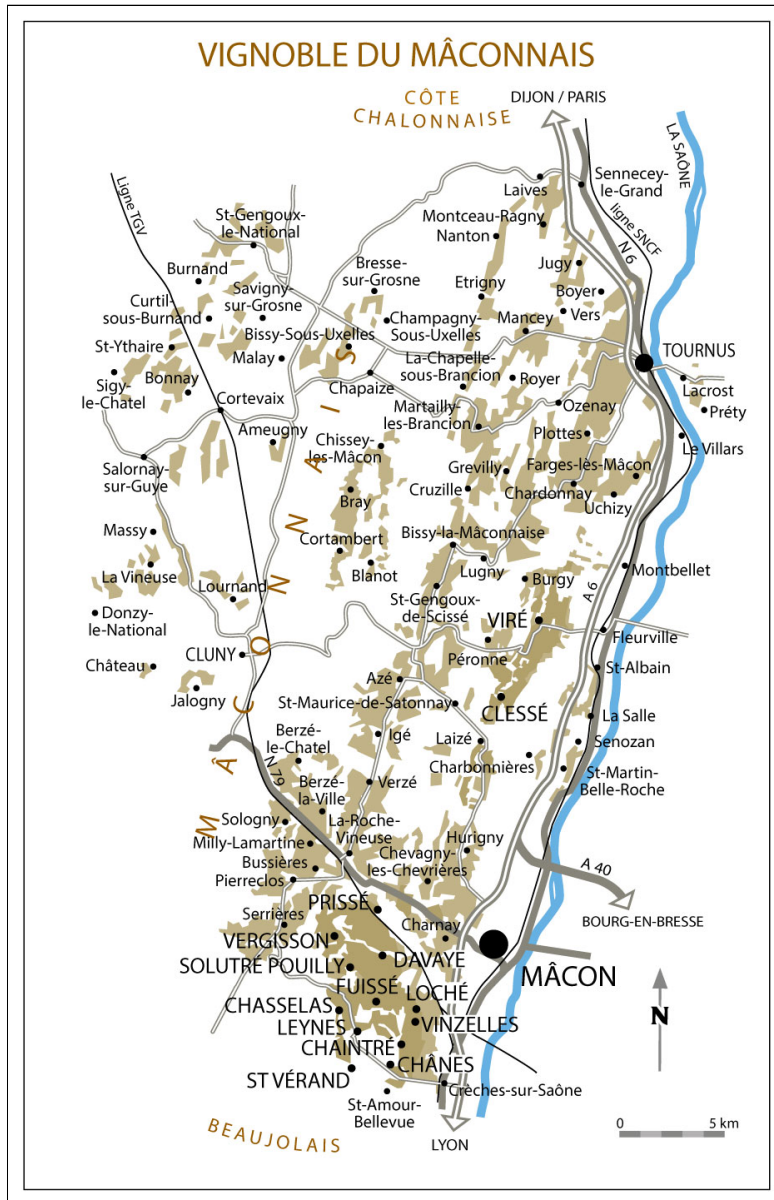 VIGNOBLE DU MÂCONNAIS
CÔTE
CHALONNAISE
DIJON / PARIS
LA SAÔNE
Ligne TGV
ligne SNCF
N 6
Laives
Sennecey-
le-Grand
St-Gengoux-
le-National
Montceau-Ragny
Nanton
Burnand
Bresse-
sur-Grosne
Jugy
Savigny-
sur-Grosne
Etrigny
Boyer
Curtil-
sous-Burnand
Champagny-
Sous-Uxelles
Vers
Mancey
Bissy-Sous-Uxelles
St-Ythaire
Malay
La-Chapelle-
sous-Brancion
TOURNUS
Sigy-
le-Chatel
Bonnay
Chapaize
Royer
Lacrost
Cortevaix
Martailly-
les-Brancion
Ozenay
Préty
Ameugny
Chissey-
les-Mâcon
Plottes
Le Villars
Salornay-
sur-Guye
Grevilly
Farges-lès-Mâcon
Bray
Cruzille
Chardonnay
Uchizy
Massy
Cortambert
Bissy-la-Mâconnaise
La Vineuse
Blanot
Lugny
Burgy
Montbellet
A 6
Lournand
St-Gengoux-
de-Scissé
Donzy-
le-National
VIRÉ
Fleurville
CLUNY
Péronne
Château
St-Albain
Azé
Jalogny
St-Maurice-de-Satonnay
CLESSÉ
La Salle
Igé
Laizé
Senozan
Berzé-
le-Chatel
Charbonnières
St-Martin-
Belle-Roche
N 79
Verzé
Berzé-
la-Ville
MÂCONNAIS
Sologny
La-Roche-
Vineuse
Milly-Lamartine
Hurigny
Chevagny-
les-Chevrières
Bussières
Pierreclos
A 40
PRISSÉ
Serrières
Charnay
BOURG-EN-BRESSE
VERGISSON
DAVAYE
SOLUTRÉ POUILLY
MÂCON
FUISSÉ
LOCHÉ
CHASSELAS
VINZELLES
LEYNES
N
CHAINTRÉ
CHÂNES
ST VÉRAND
Crèches-sur-Saône
St-Amour-
Bellevue
BEAUJOLAIS
LYON
0 5 km